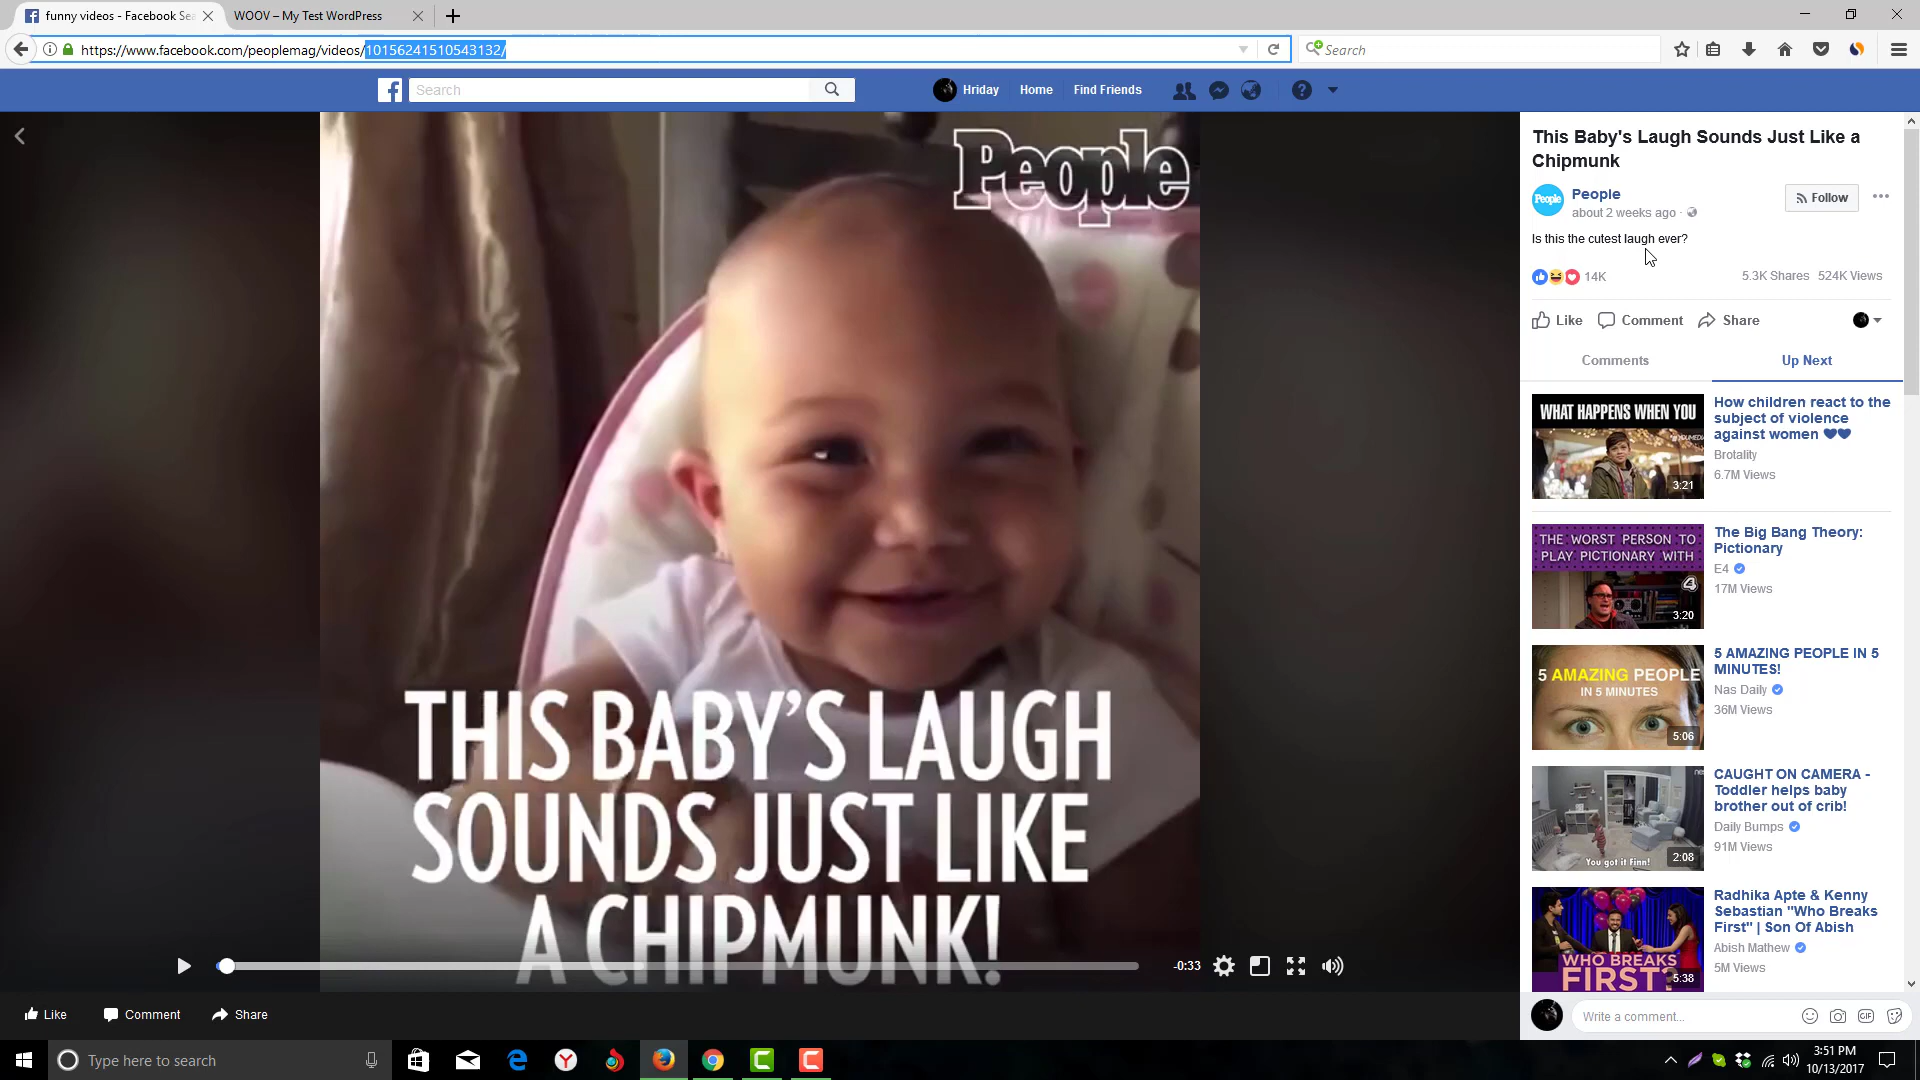 funny videos - Facebook Sea
WOOV – My Test WordPress
https://www.facebook.com/peoplemag/videos/10156241510543132/
Search
Search
Hriday
Home
Find Friends
People
THIS BABY'S LAUGH
SOUNDS JUST LIKE
A CHIPMUNK!
-0:33
Like
Comment
Share
This Baby's Laugh Sounds Just Like a
Chipmunk
People
People
about 2 weeks ago ·
Follow
Is this the cutest laugh ever?
14K
5.3K Shares
524K Views
Like
Comment
Share
Comments
Up Next
WHAT HAPPENS WHEN YOU
3:21
How children react to the
subject of violence
against women
Brotality
6.7M Views
THE WORST PERSON TO
PLAY PICTIONARY WITH
4
3:20
The Big Bang Theory:
Pictionary
E4
17M Views
5 AMAZING PEOPLE
IN 5 MINUTES
5:06
5 AMAZING PEOPLE IN 5
MINUTES!
Nas Daily
36M Views
You got it Finn!
2:08
CAUGHT ON CAMERA -
Toddler helps baby
brother out of crib!
Daily Bumps
91M Views
WHO BREAKS
FIRST?
5:38
Radhika Apte & Kenny
Sebastian "Who Breaks
First" | Son Of Abish
Abish Mathew
5M Views
Write a comment...
GIF
Type here to search
3:51 PM
10/13/2017